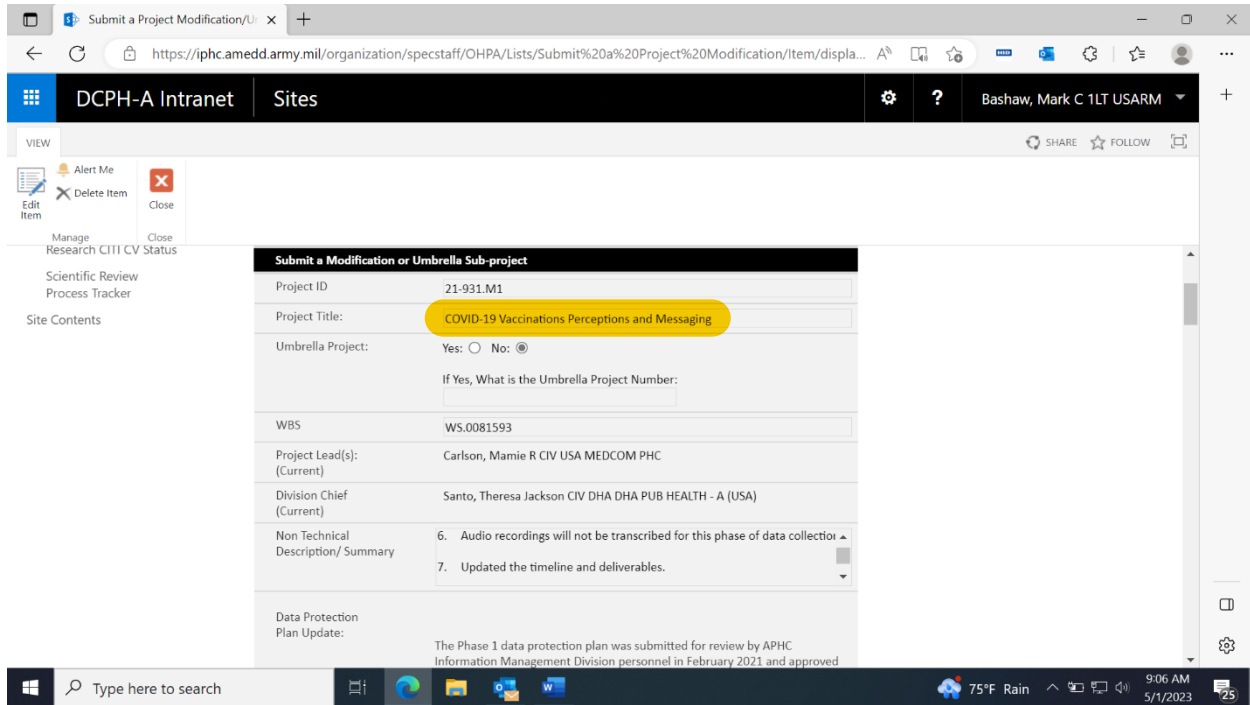 Submit a Project Modification/U
https://iphc.amedd.army.mil/organization/specstaff/OHPA/Lists/Submit%20a%20Project%20Modification/Item/displa...
DCPH-A Intranet
Sites
?
Bashaw, Mark C 1LT USARM
VIEW
SHARE
FOLLOW
Edit Item
Alert Me
Delete Item
Close
Manage
Close
Research CITI CV Status
Scientific Review
Process Tracker
Site Contents
Submit a Modification or Umbrella Sub-project
Project ID
21-931.M1
Project Title:
COVID-19 Vaccinations Perceptions and Messaging
Umbrella Project:
Yes: No:
If Yes, What is the Umbrella Project Number:
WBS
WS.0081593
Project Lead(s):
(Current)
Carlson, Mamie R CIV USA MEDCOM PHC
Division Chief
(Current)
Santo, Theresa Jackson CIV DHA DHA PUB HEALTH - A (USA)
Non Technical
Description/ Summary
6. Audio recordings will not be transcribed for this phase of data collection
7. Updated the timeline and deliverables.
Data Protection
Plan Update:
The Phase 1 data protection plan was submitted for review by APHC
Information Management Division personnel in February 2021 and approved
Type here to search
75°F Rain
9:06 AM
5/1/2023
25